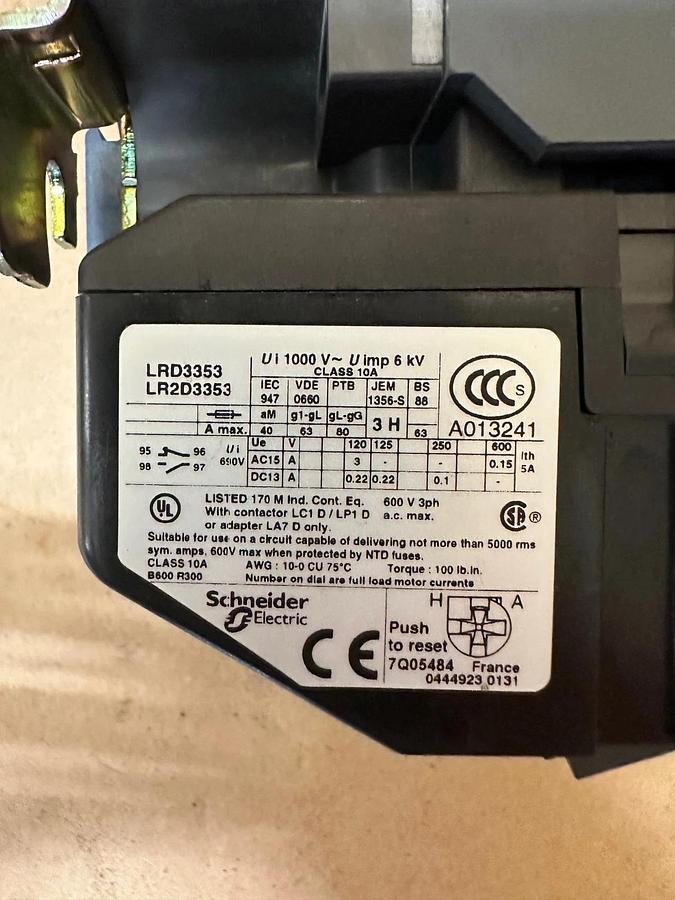 LRD3353
LR2D3353
Ui 1000 V~ Uimp 6 kV
CLASS 10A
IEC 947
VDE 0660
PTB
JEM 1356-S
BS 88
aM g1-gL gL-gG 3 H
A max. 40 63 80 63
CCC S
A013241
95 96
98 97
Ui 690V
Ue V 120 125 250 600
AC15 A 3 - - 0.15
DC13 A 0.22 0.22 0.1 -
Ith 5A
UL
LISTED 170 M Ind. Cont. Eq. 600 V 3ph
With contactor LC1 D / LP1 D a.c. max.
or adapter LA7 D only.
SA ®
Suitable for use on a circuit capable of delivering not more than 5000 rms
sym. amps, 600V max when protected by NTD fuses.
CLASS 10A AWG : 10-0 CU 75°C Torque : 100 lb.in.
B600 R300 Number on dial are full load motor currents
Schneider
Electric
CE
H A
Push
to reset
7Q05484 France
0444923 0131